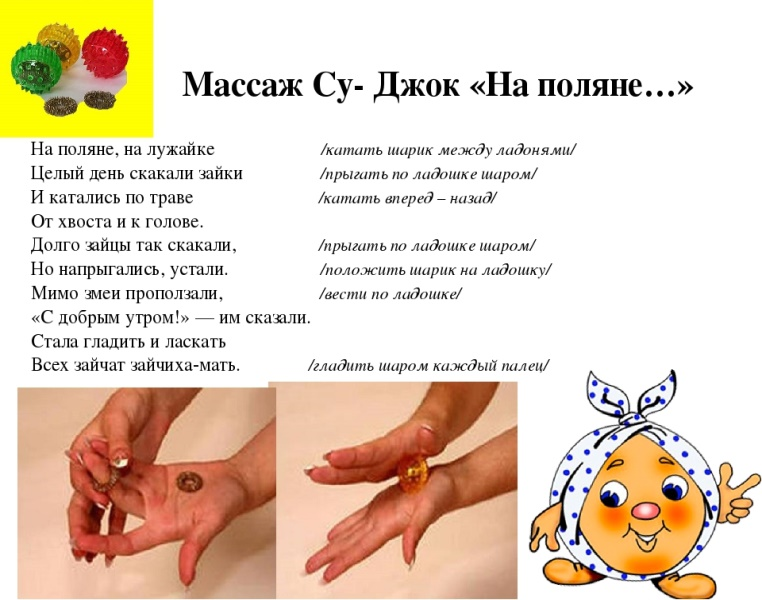 Массаж Су- Джок «На поляне…»
На поляне, на лужайке /катать шарик между ладонями/
Целый день скакали зайки /прыгать по ладошке шаром/
И катались по траве /катать вперед – назад/
От хвоста и к голове.
Долго зайцы так скакали, /прыгать по ладошке шаром/
Но напрыгались, устали. /положить шарик на ладошку/
Мимо змеи проползали, /вести по ладошке/
«С добрым утром!» — им сказали.
Стала гладить и ласкать
Всех зайчат зайчиха-мать. /гладить шаром каждый палец/